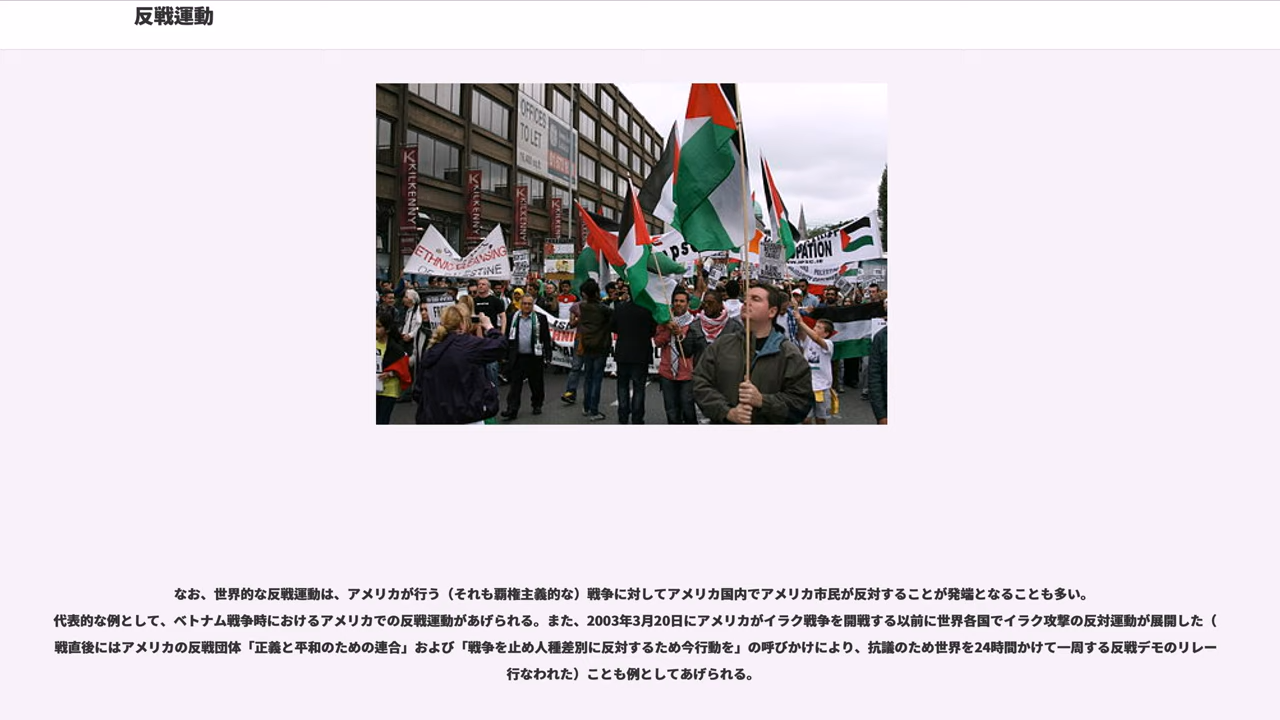 反戦運動
OFFICES
TO LET
KILKENNY
KILKENNY
KILKENNY
KILKENNY
ETHNIC CLEANSING
OF PALESTINE
なお、世界的な反戦運動は、アメリカが行う（それも覇権主義的な）戦争に対してアメリカ国内でアメリカ市民が反対することが発端となることも多い。
代表的な例として、ベトナム戦争時におけるアメリカでの反戦運動があげられる。また、2003年3月20日にアメリカがイラク戦争を開戦する以前に世界各国でイラク攻撃の反対運動が展開した（
戦直後にはアメリカの反戦団体「正義と平和のための連合」および「戦争を止め人種差別に反対するため今行動を」の呼びかけにより、抗議のため世界を24時間かけて一周する反戦デモのリレー
行なわれた）ことも例としてあげられる。